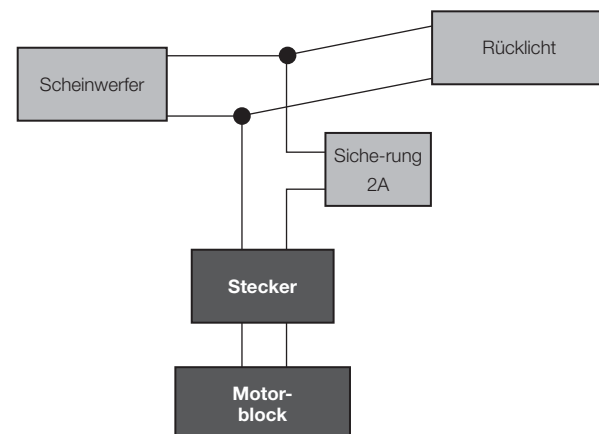 Rücklicht
Scheinwerfer
Siche-rung
2A
Stecker
Motor-
block